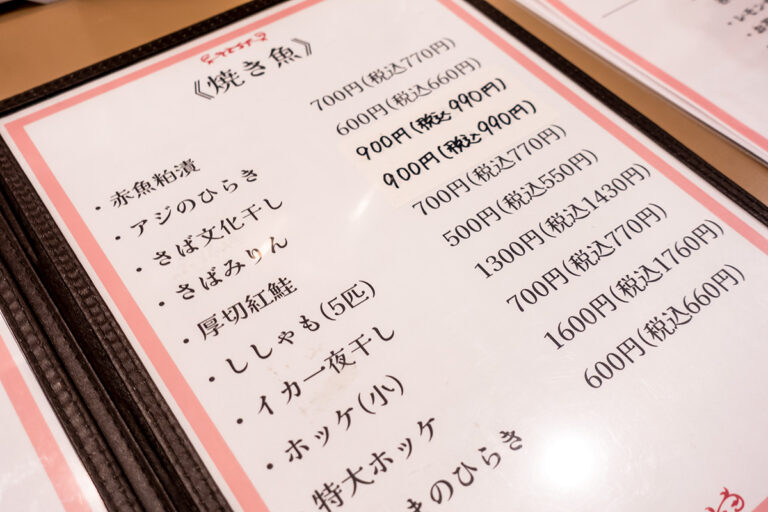 《焼き魚》
・赤魚粕漬 700円(税込770円)
・アジのひらき 600円(税込660円)
・さば文化干し 900円(税込990円)
・さばみりん 900円(税込990円)
・厚切紅鮭 700円(税込770円)
・ししゃも(5匹) 500円(税込550円)
・イカ一夜干し 1300円(税込1430円)
・ホッケ(小) 700円(税込770円)
特大ホッケ 1600円(税込1760円)
きのひらき 600円(税込660円)
レモン